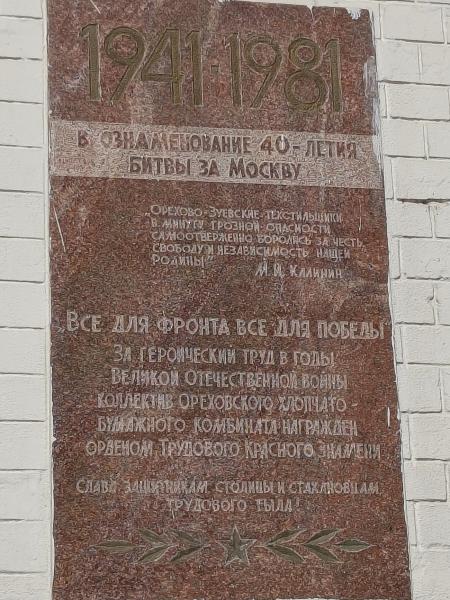 1941-1981
В ОЗНАМЕНОВАНИЕ 40-ЛЕТИЯ
БИТВЫ ЗА МОСКВУ
„ОРЕХОВО-ЗУЕВСКИЕ ТЕКСТИЛЬЩИКИ
В МИНУТУ ГРОЗНОЙ ОПАСНОСТИ
САМООТВЕРЖЕННО БОРОЛИСЬ ЗА ЧЕСТЬ,
СВОБОДУ И НЕЗАВИСИМОСТЬ НАШЕЙ
РОДИНЫ"
М.И. КАЛИНИН
„ВСЕ ДЛЯ ФРОНТА ВСЕ ДЛЯ ПОБЕДЫ"
ЗА ГЕРОИЧЕСКИЙ ТРУД В ГОДЫ
ВЕЛИКОЙ ОТЕЧЕСТВЕННОЙ ВОЙНЫ
КОЛЛЕКТИВ ОРЕХОВСКОГО ХЛОПЧАТО-
БУМАЖНОГО КОМБИНАТА НАГРАЖДЕН
ОРДЕНОМ ТРУДОВОГО КРАСНОГО ЗНАМЕНИ
СЛАВА ЗАЩИТНИКАМ СТОЛИЦЫ И СТАХАНОВЦАМ
ТРУДОВОГО ТЫЛА!